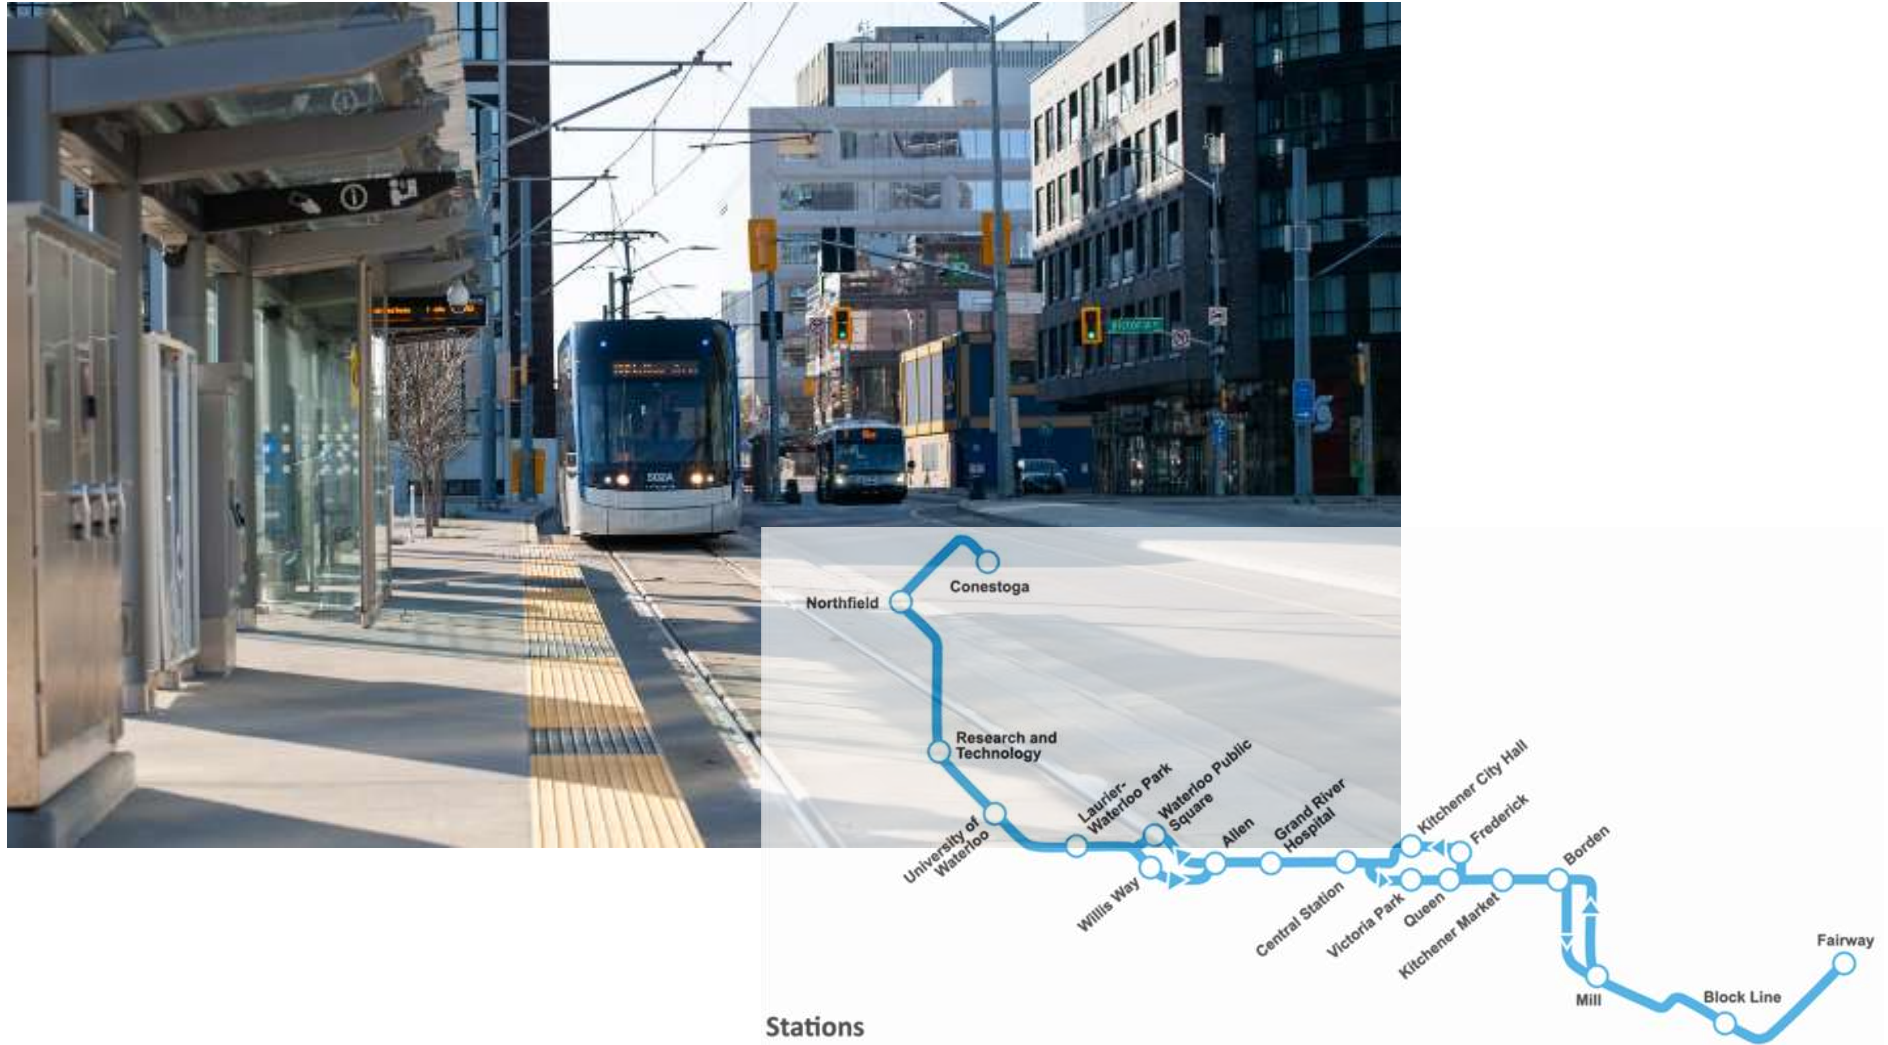 502A
Conestoga
Northfield
Research and
Technology
University of
Waterloo
Laurier-
Waterloo Park
Waterloo Public
Square
Willis Way
Allen
Grand River
Hospital
Central Station
Kitchener City Hall
Frederick
Victoria Park
Queen
Kitchener Market
Borden
Mill
Block Line
Fairway
Stations